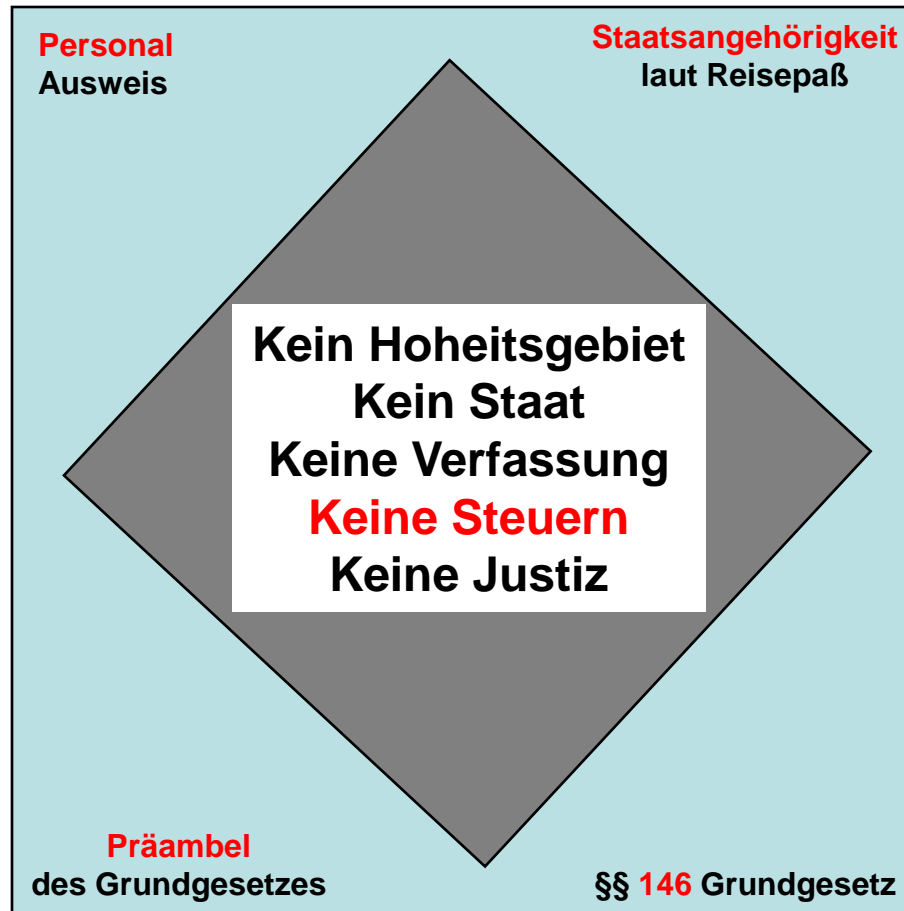 Personal
Ausweis
Staatsangehörigkeit
laut Reisepaß
Kein Hoheitsgebiet
Kein Staat
Keine Verfassung
Keine Steuern
Keine Justiz
Präambel
des Grundgesetzes
§§ 146 Grundgesetz